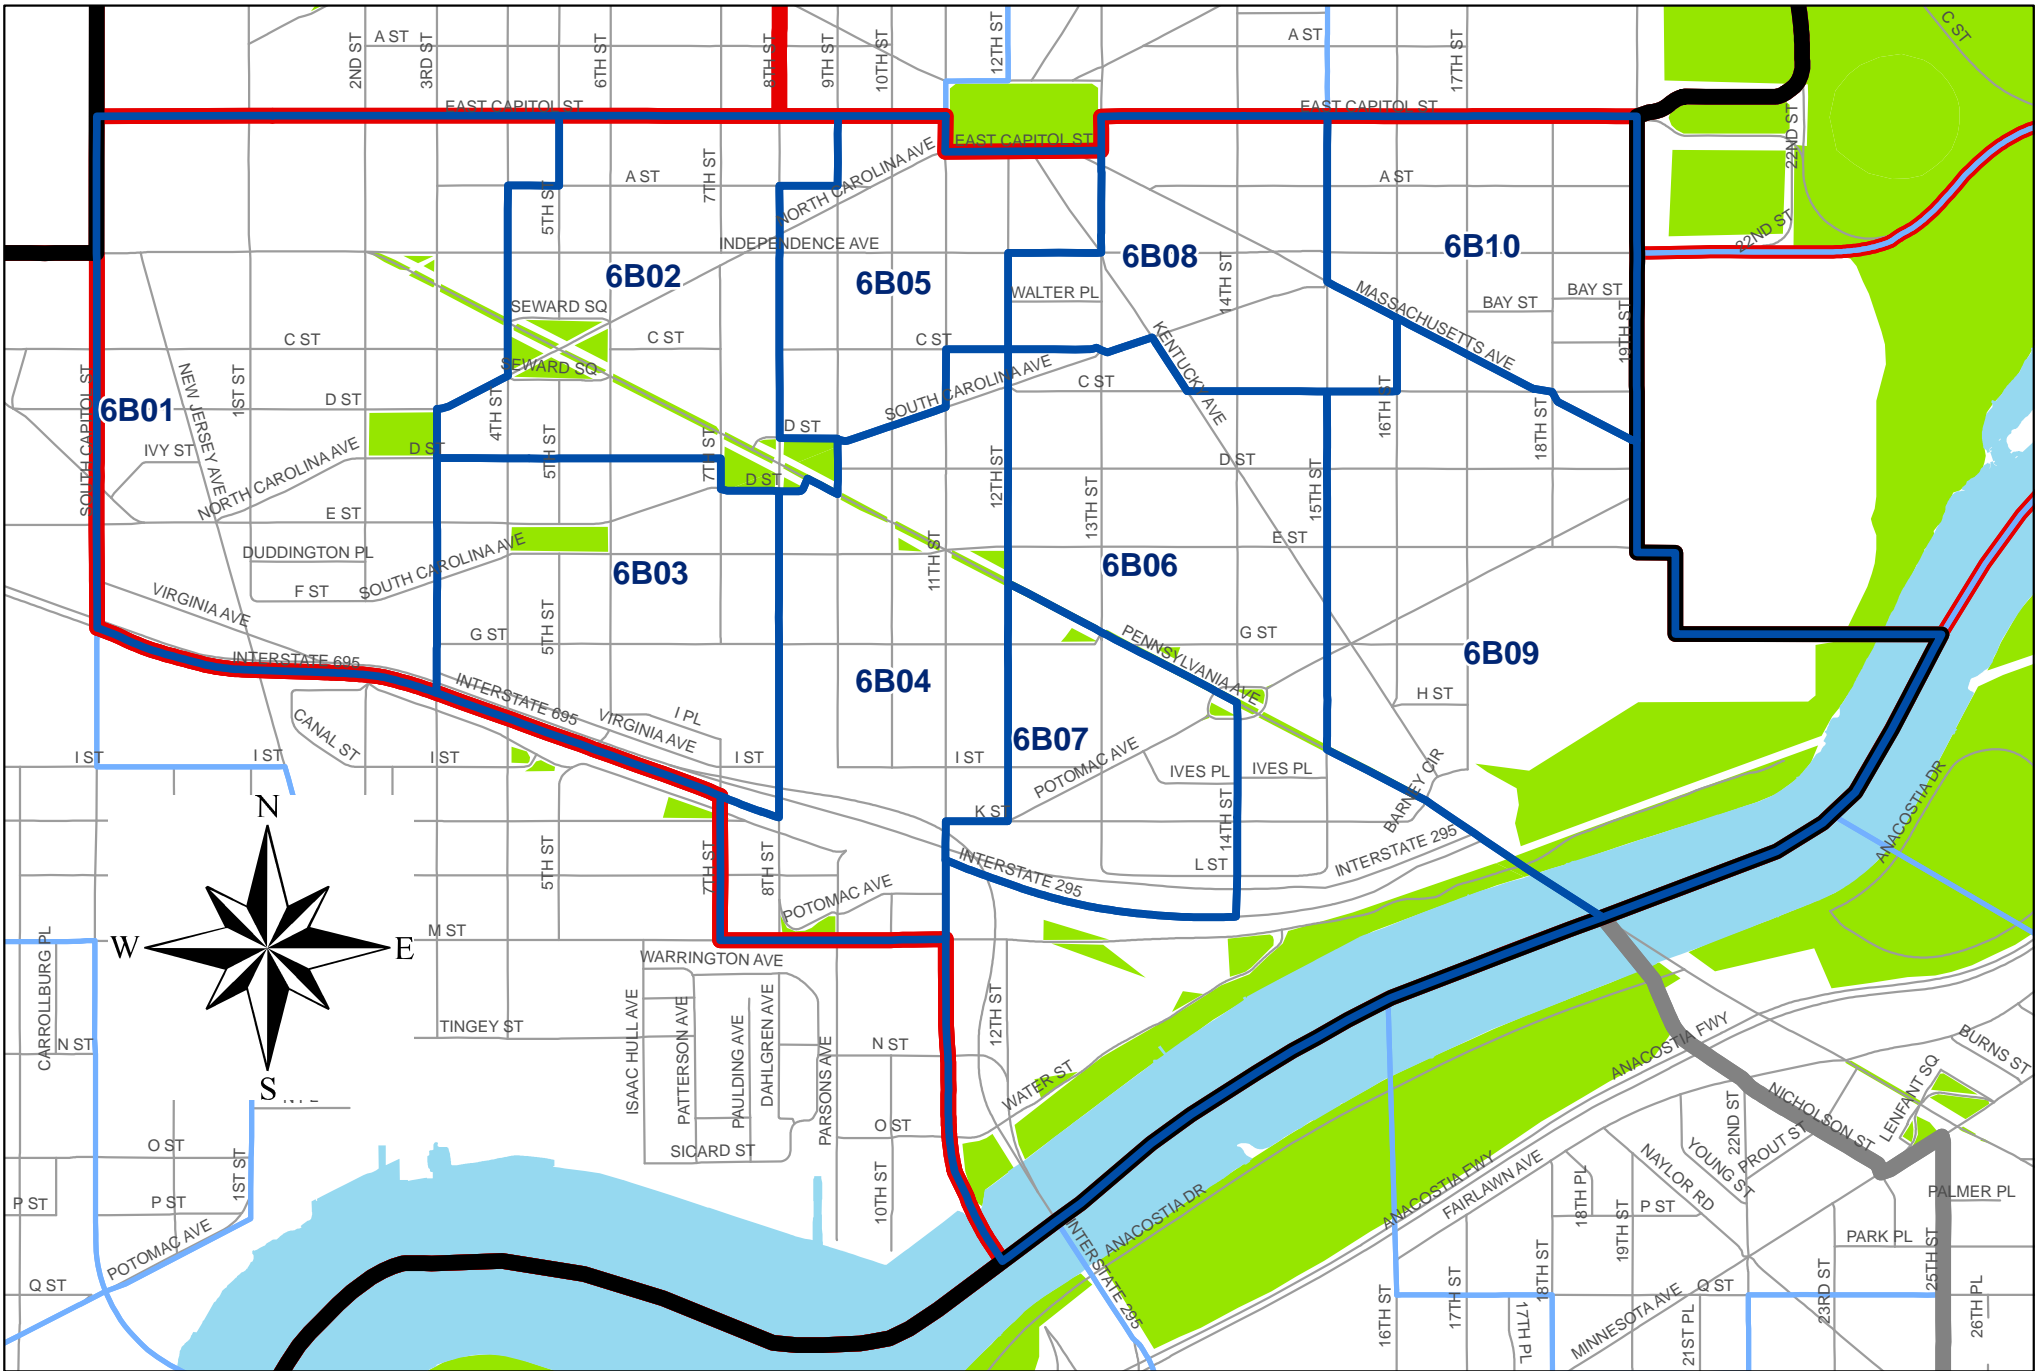 2ND ST
A ST
3RD ST
6TH ST
8TH ST
9TH ST
10TH ST
12TH ST
A ST
17TH ST
C ST
EAST CAPITOL ST
EAST CAPITOL ST
EAST CAPITOL ST
22ND ST
5TH ST
A ST
7TH ST
NORTH CAROLINA AVE
A ST
22ND ST
INDEPENDENCE AVE
6B02
6B05
6B08
6B10
14TH ST
SEWARD SQ
WALTER PL
MASSACHUSETTS AVE
BAY ST
BAY ST
19TH ST
C ST
C ST
C ST
KENTUCKY AVE
SEWARD SQ
SOUTH CAROLINA AVE
C ST
SOUTH CAPITOL ST
6B01
NEW JERSEY AVE
1ST ST
D ST
4TH ST
16TH ST
18TH ST
IVY ST
NORTH CAROLINA AVE
D ST
5TH ST
7TH ST
D ST
D ST
12TH ST
13TH ST
D ST
15TH ST
E ST
DUDDINGTON PL
SOUTH CAROLINA AVE
F ST
11TH ST
E ST
6B03
6B06
VIRGINIA AVE
5TH ST
G ST
G ST
PENNSYLVANIA AVE
6B09
INTERSTATE 695
INTERSTATE 695
6B04
H ST
CANAL ST
VIRGINIA AVE
I PL
6B07
I ST
I ST
I ST
I ST
I ST
POTOMAC AVE
IVES PL
IVES PL
BARNEY CIR
ANACOSTIA DR
N
K ST
14TH ST
5TH ST
7TH ST
8TH ST
INTERSTATE 295
L ST
INTERSTATE 295
POTOMAC AVE
W
E
M ST
CARROLLBURG PL
WARRINGTON AVE
ISAAC HULL AVE
PATTERSON AVE
PAULDING AVE
DAHLGREN AVE
PARSONS AVE
12TH ST
TINGEY ST
N ST
N ST
S
WATER ST
ANACOSTIA FWY
BURNS ST
LENFANT SQ
NICHOLSON ST
22ND ST
PROUT ST
YOUNG ST
NAYLOR RD
O ST
O ST
SICARD ST
1ST ST
10TH ST
ANACOSTIA DR
ANACOSTIA FWY
FAIRLAWN AVE
18TH PL
P ST
P ST
P ST
19TH ST
PALMER PL
PARK PL
POTOMAC AVE
INTERSTATE 295
Q ST
Q ST
16TH ST
17TH ST
18TH ST
17TH PL
MINNESOTA AVE
21ST PL
23RD ST
25TH ST
26TH PL